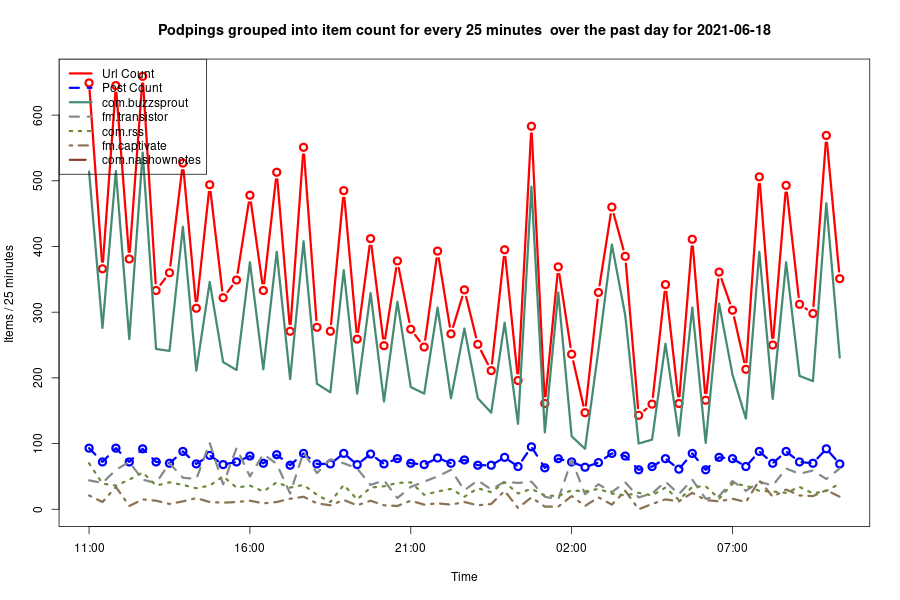 Podpings grouped into item count for every 25 minutes  over the past day for 2021-06-18
Url Count
Post Count
com.buzzsprout
fm.transistor
com.rss
fm.captivate
com.nashownotes
600
500
400
300
200
100
0
Items / 25 minutes
11:00 16:00 21:00 02:00 07:00
Time